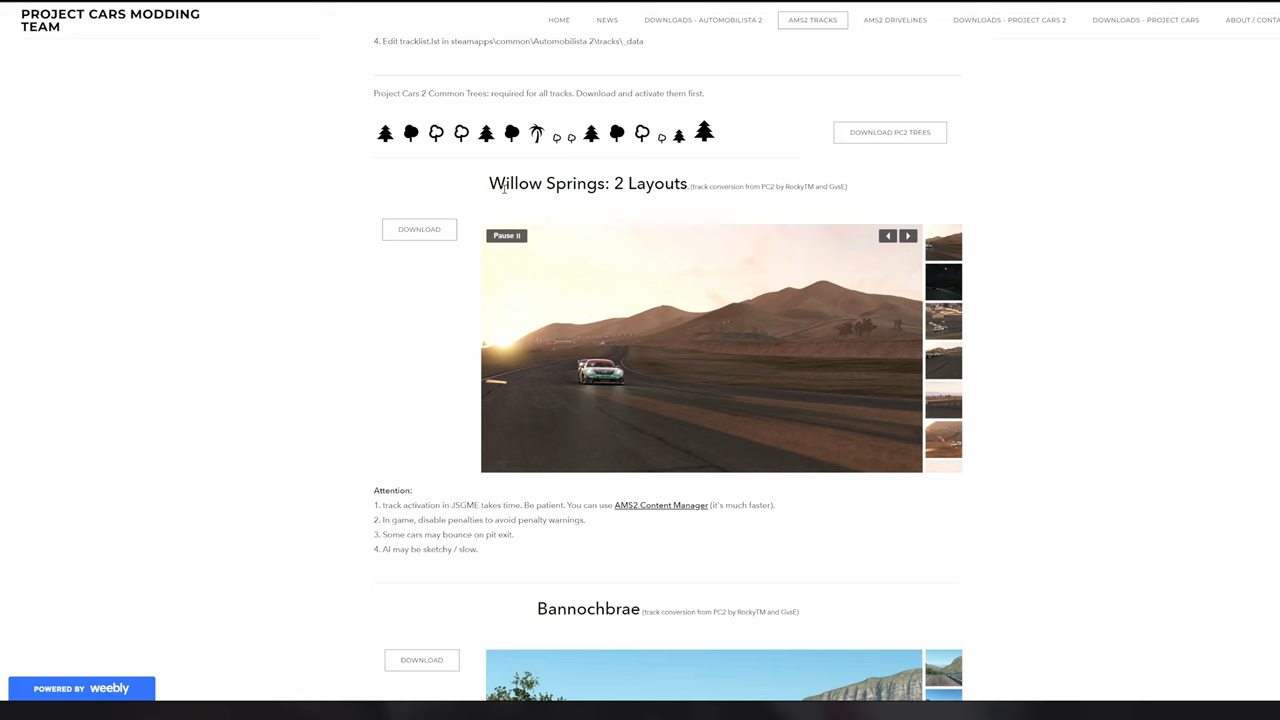 PROJECT CARS MODDING
TEAM
HOME NEWS DOWNLOADS - AUTOMOBILISTA 2 AMS2 TRACKS AMS2 DRIVELINES DOWNLOADS - PROJECT CARS 2 DOWNLOADS - PROJECT CARS ABOUT / CONTA
4. Edit tracklist.lst in steamapps\common\Automobilista 2\tracks\_data
Project Cars 2 Common Trees: required for all tracks. Download and activate them first.
DOWNLOAD PC2 TREES
Willow Springs: 2 Layouts (track conversion from PC2 by RockyTM and GvsE)
DOWNLOAD
Pause
Attention:
1. track activation in JSGME takes time. Be patient. You can use AMS2 Content Manager (it's much faster).
2. In game, disable penalties to avoid penalty warnings.
3. Some cars may bounce on pit exit.
4. AI may be sketchy / slow.
Bannochbrae (track conversion from PC2 by RockyTM and GvsE)
DOWNLOAD
POWERED BY weebly